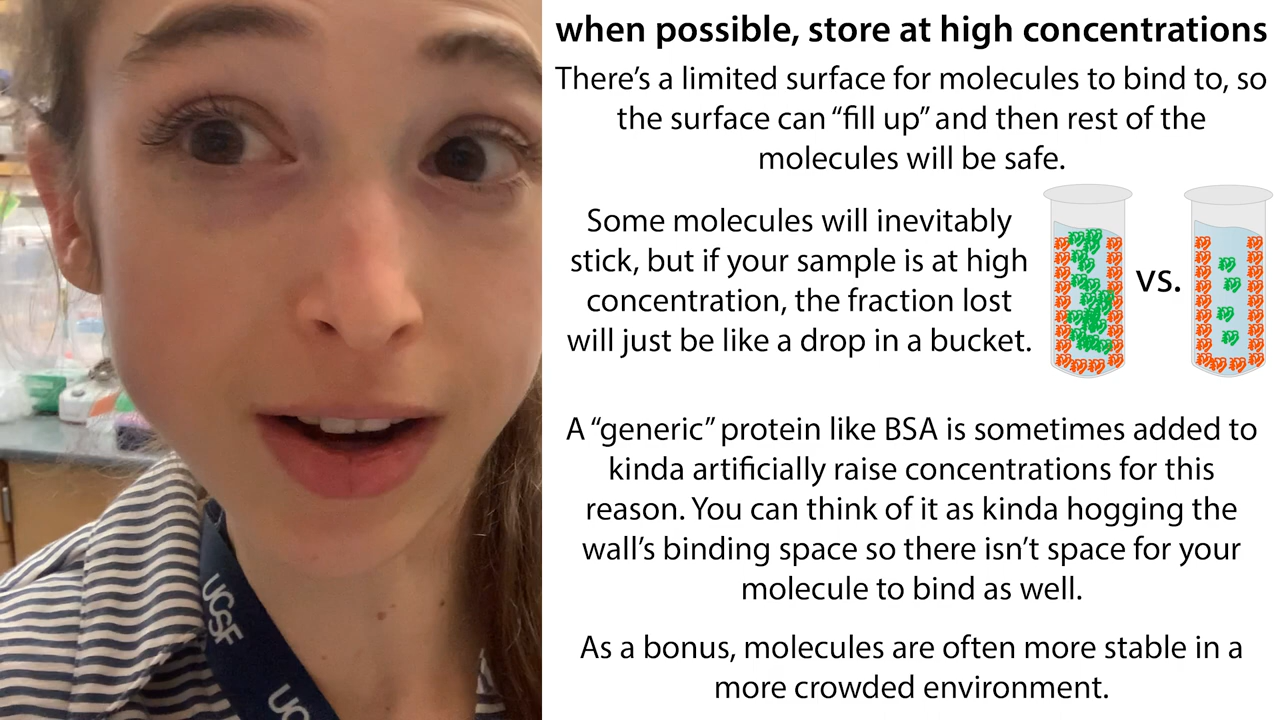 when possible, store at high concentrations
There's a limited surface for molecules to bind to, so
the surface can “fill up” and then rest of the
molecules will be safe.
Some molecules will inevitably
stick, but if your sample is at high
concentration, the fraction lost
will just be like a drop in a bucket.
vs.
A “generic” protein like BSA is sometimes added to
kinda artificially raise concentrations for this
reason. You can think of it as kinda hogging the
wall's binding space so there isn't space for your
molecule to bind as well.
As a bonus, molecules are often more stable in a
more crowded environment.
UCSF
UC